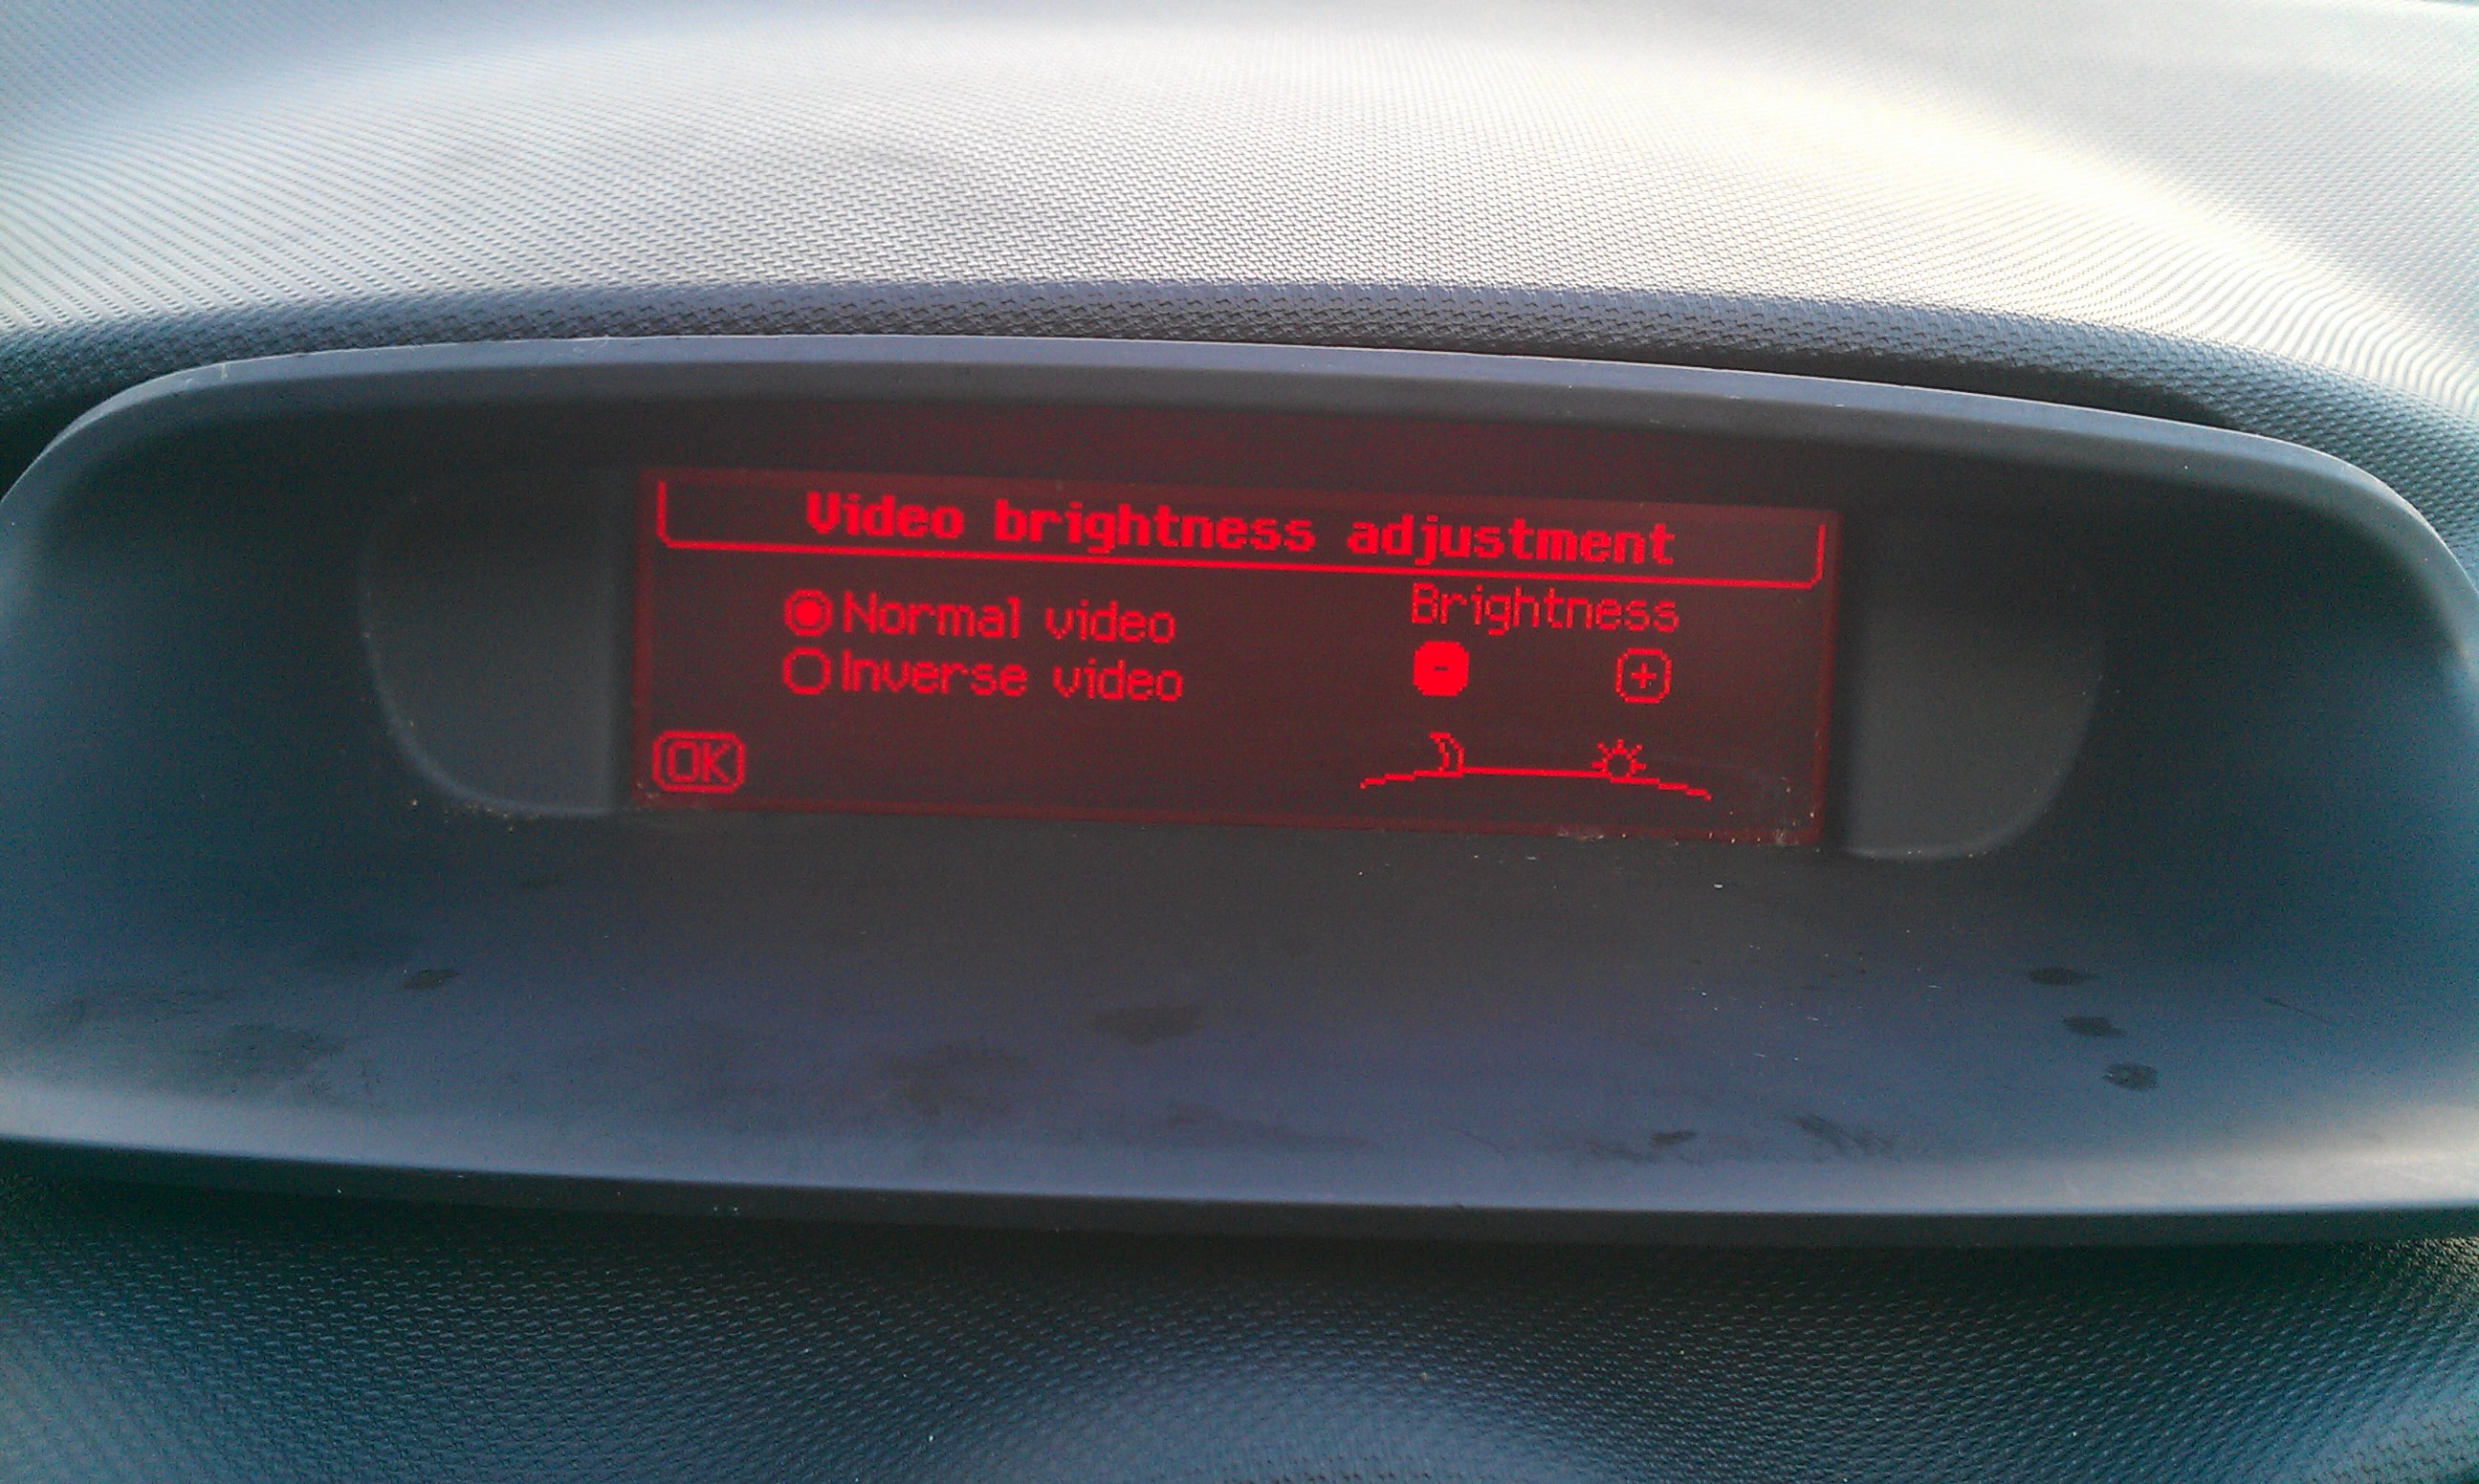 Video brightness adjustment
Normal video
Inverse video
Brightness
- +
OK